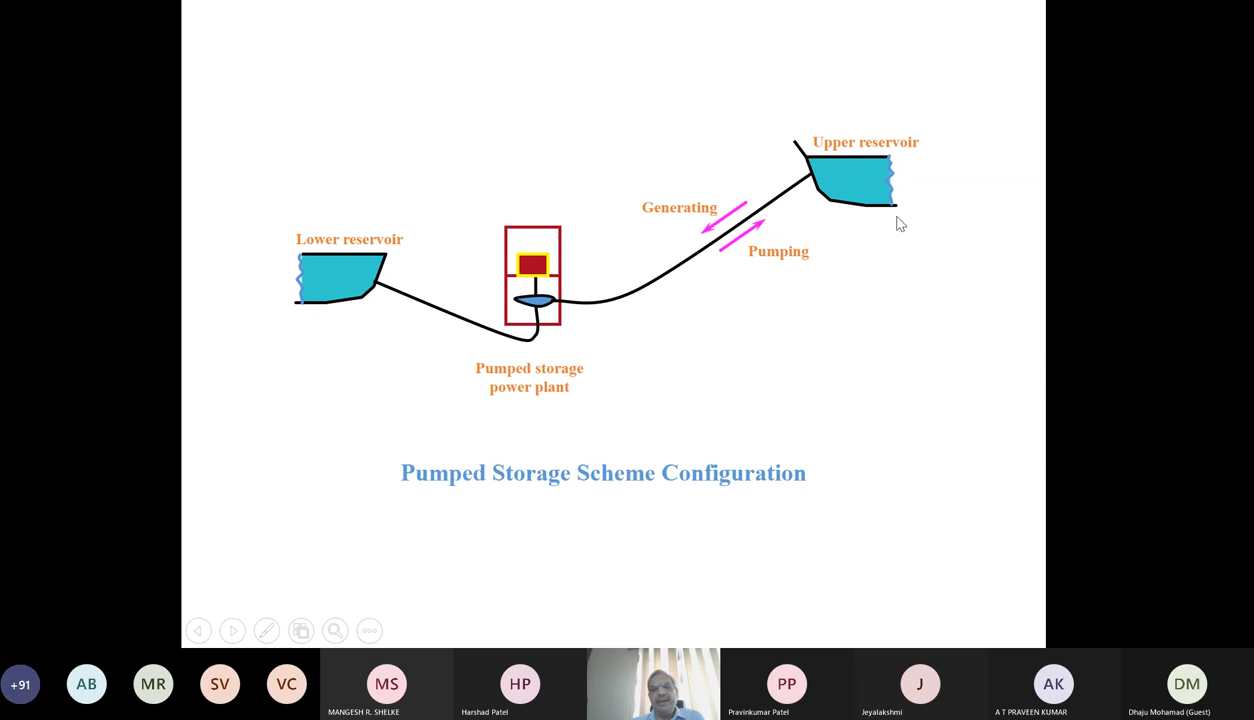 Upper reservoir
Generating
Lower reservoir
Pumping
Pumped storage
power plant
Pumped Storage Scheme Configuration
+91
AB
MR
SV
VC
MS
HP
PP
J
AK
DM
MANGESH R. SHELKE
Harshad Patel
Pravinkumar Patel
Jeyalakshmi
A T PRAVEEN KUMAR
Dhaju Mohamad (Guest)